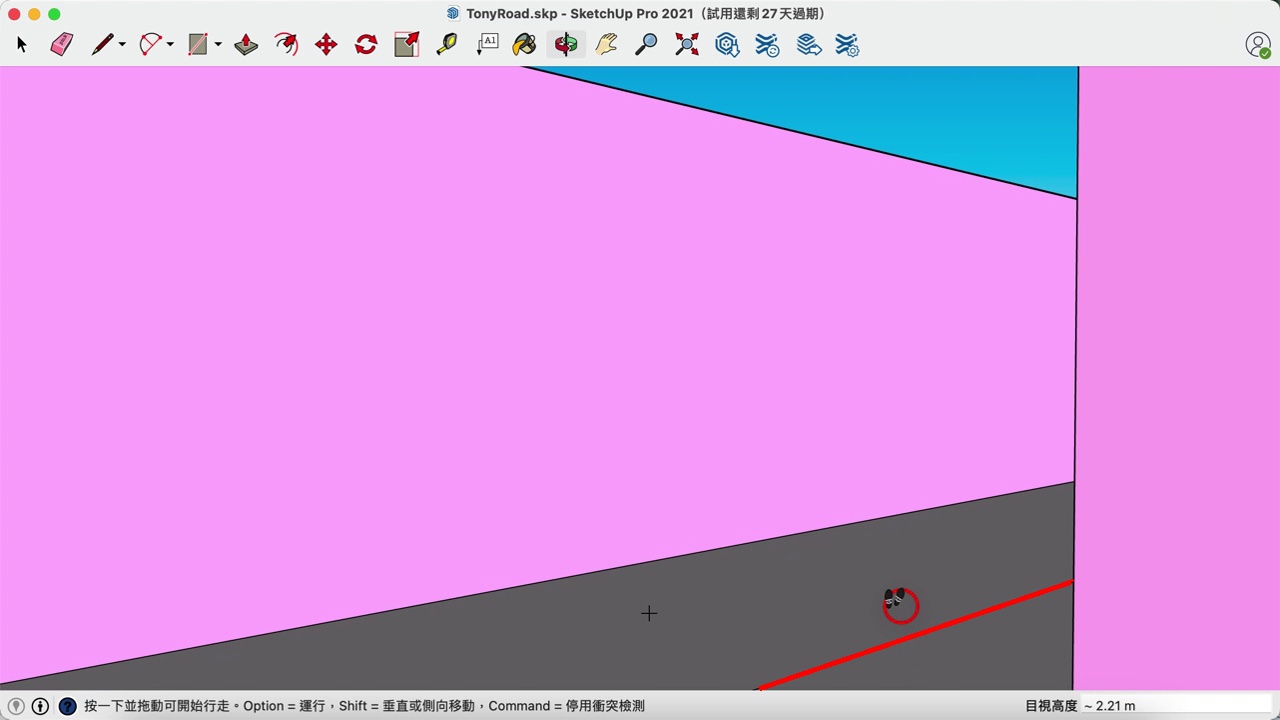 TonyRoad.skp - SketchUp Pro 2021（試用還剩 27 天過期）
A1
按一下並拖動可開始行走。Option = 運行，Shift = 垂直或側向移動，Command = 停用衝突檢測
目視高度 ~ 2.21 m